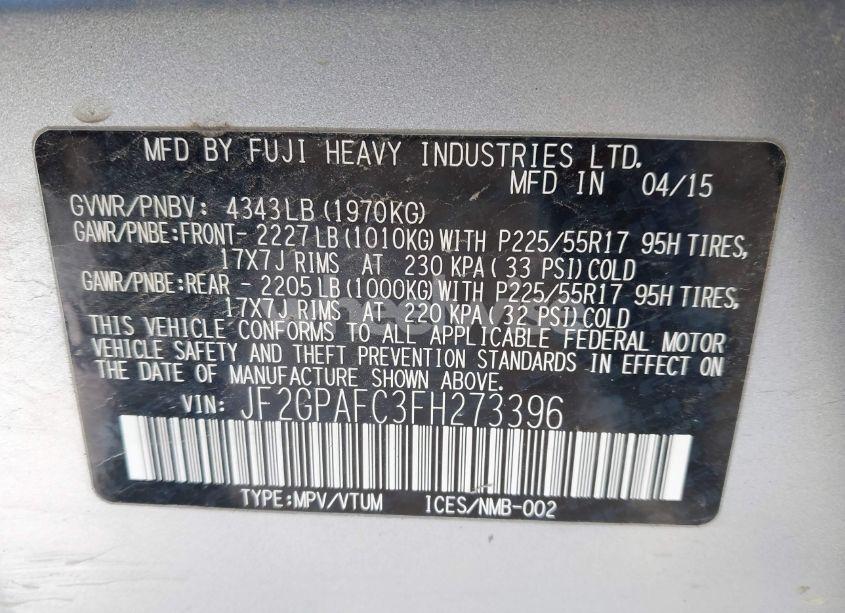 MFD BY FUJI HEAVY INDUSTRIES LTD.
MFD IN 04/15
GVWR/PNBV: 4343LB(1970KG)
GAWR/PNBE:FRONT- 2227LB(1010KG)WITH P225/55R17 95H TIRES,
17X7J RIMS AT 230 KPA(33 PSI)COLD
GAWR/PNBE:REAR - 2205LB(1000KG)WITH P225/55R17 95H TIRES,
17X7J RIMS AT 220 KPA(32 PSI)COLD
THIS VEHICLE CONFORMS TO ALL APPLICABLE FEDERAL MOTOR
VEHICLE SAFETY AND THEFT PREVENTION STANDARDS IN EFFECT ON
THE DATE OF MANUFACTURE SHOWN ABOVE.
VIN: JF2GPAFC3FH273396
TYPE:MPV/VTUM ICES/NMB-002